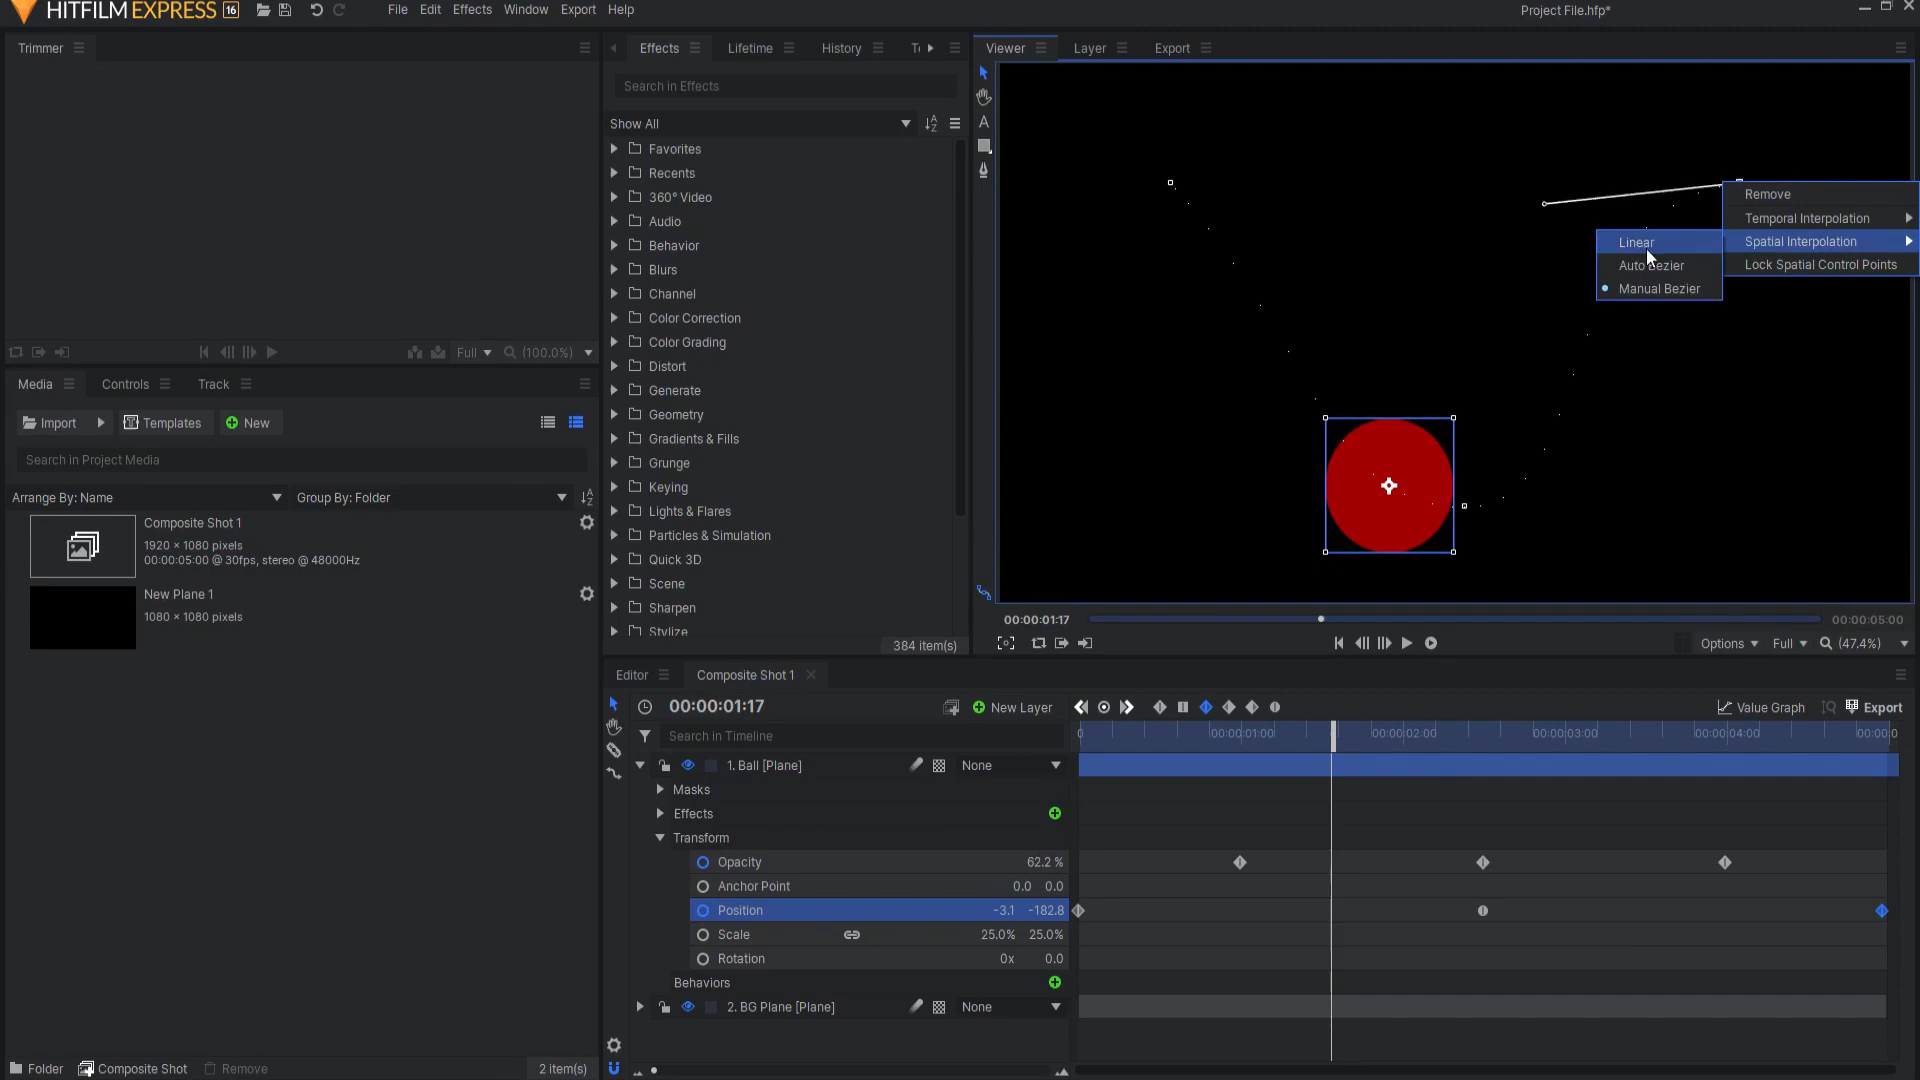 HITFILM EXPRESS 16
File Edit Effects Window Export Help
Project File.hfp*
Trimmer
Full (100.0%)
Media Controls Track
Import Templates New
Search in Project Media
Arrange By: Name Group By: Folder
Composite Shot 1
1920 × 1080 pixels
00:00:05:00 @ 30fps, stereo @ 48000Hz
New Plane 1
1080 × 1080 pixels
Folder Composite Shot Remove 2 item(s)
Effects Lifetime History
Search in Effects
Show All
Favorites
Recents
360° Video
Audio
Behavior
Blurs
Channel
Color Correction
Color Grading
Distort
Generate
Geometry
Gradients & Fills
Grunge
Keying
Lights & Flares
Particles & Simulation
Quick 3D
Scene
Sharpen
Stylize
384 item(s)
Viewer Layer Export
A
Remove
Temporal Interpolation
Spatial Interpolation
Lock Spatial Control Points
Linear
Auto Bezier
Manual Bezier
00:00:01:17 00:00:05:00
Options Full (47.4%)
Editor Composite Shot 1
00:00:01:17 New Layer Value Graph Export
Search in Timeline
0 00:00:01:00 00:00:02:00 00:00:03:00 00:00:04:00 00:00:0
1. Ball [Plane] None
Masks
Effects
Transform
Opacity 62.2 %
Anchor Point 0.0 0.0
Position -3.1 -182.8
Scale 25.0% 25.0%
Rotation 0x 0.0
Behaviors
2. BG Plane [Plane] None